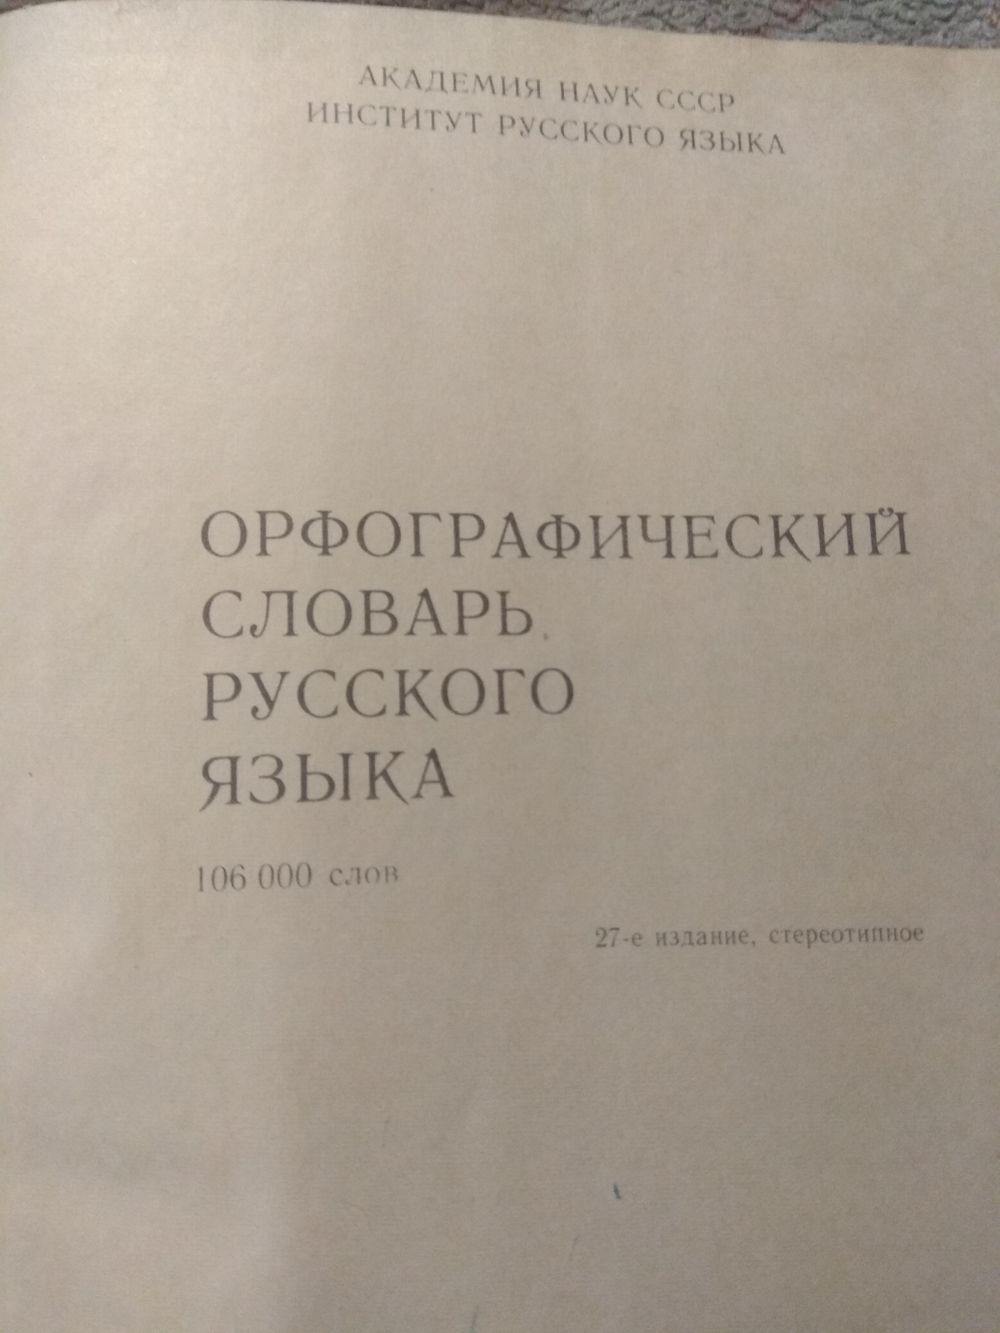 АКАДЕМИЯ НАУК СССР
ИНСТИТУТ РУССКОГО ЯЗЫКА
ОРФОГРАФИЧЕСКИЙ
СЛОВАРЬ
РУССКОГО
ЯЗЫКА
106 000 слов
27-е издание, стереотипное